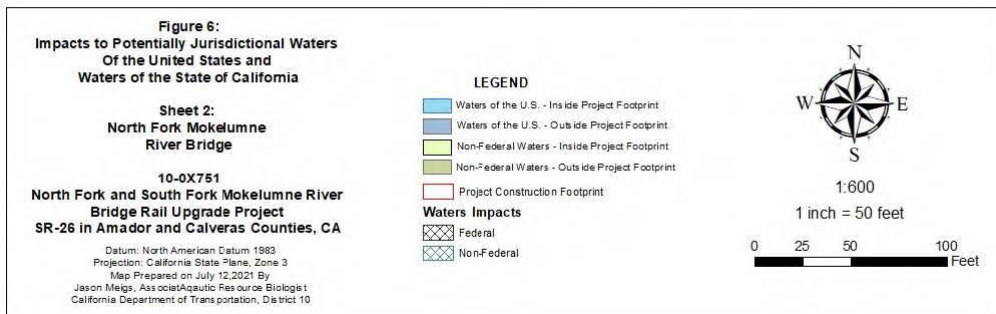 Figure 6:
Impacts to Potentially Jurisdictional Waters
Of the United States and
Waters of the State of California
Sheet 2:
North Fork Mokelumne
River Bridge
10-0X751
North Fork and South Fork Mokelumne River
Bridge Rail Upgrade Project
SR-26 in Amador and Calveras Counties, CA
Datum: North American Datum 1983
Projection: California State Plane, Zone 3
Map Prepared on July 12,2021 By
Jason Meigs, AssociatAqautic Resource Biologist
California Department of Transportation, District 10
LEGEND
Waters of the U.S. - Inside Project Footprint
Waters of the U.S. - Outside Project Footprint
Non-Federal Waters - Inside Project Footprint
Non-Federal Waters - Outside Project Footprint
Project Construction Footprint
Waters Impacts
Federal
Non-Federal
N
W E
S
1:600
1 inch = 50 feet
0 25 50 100
Feet